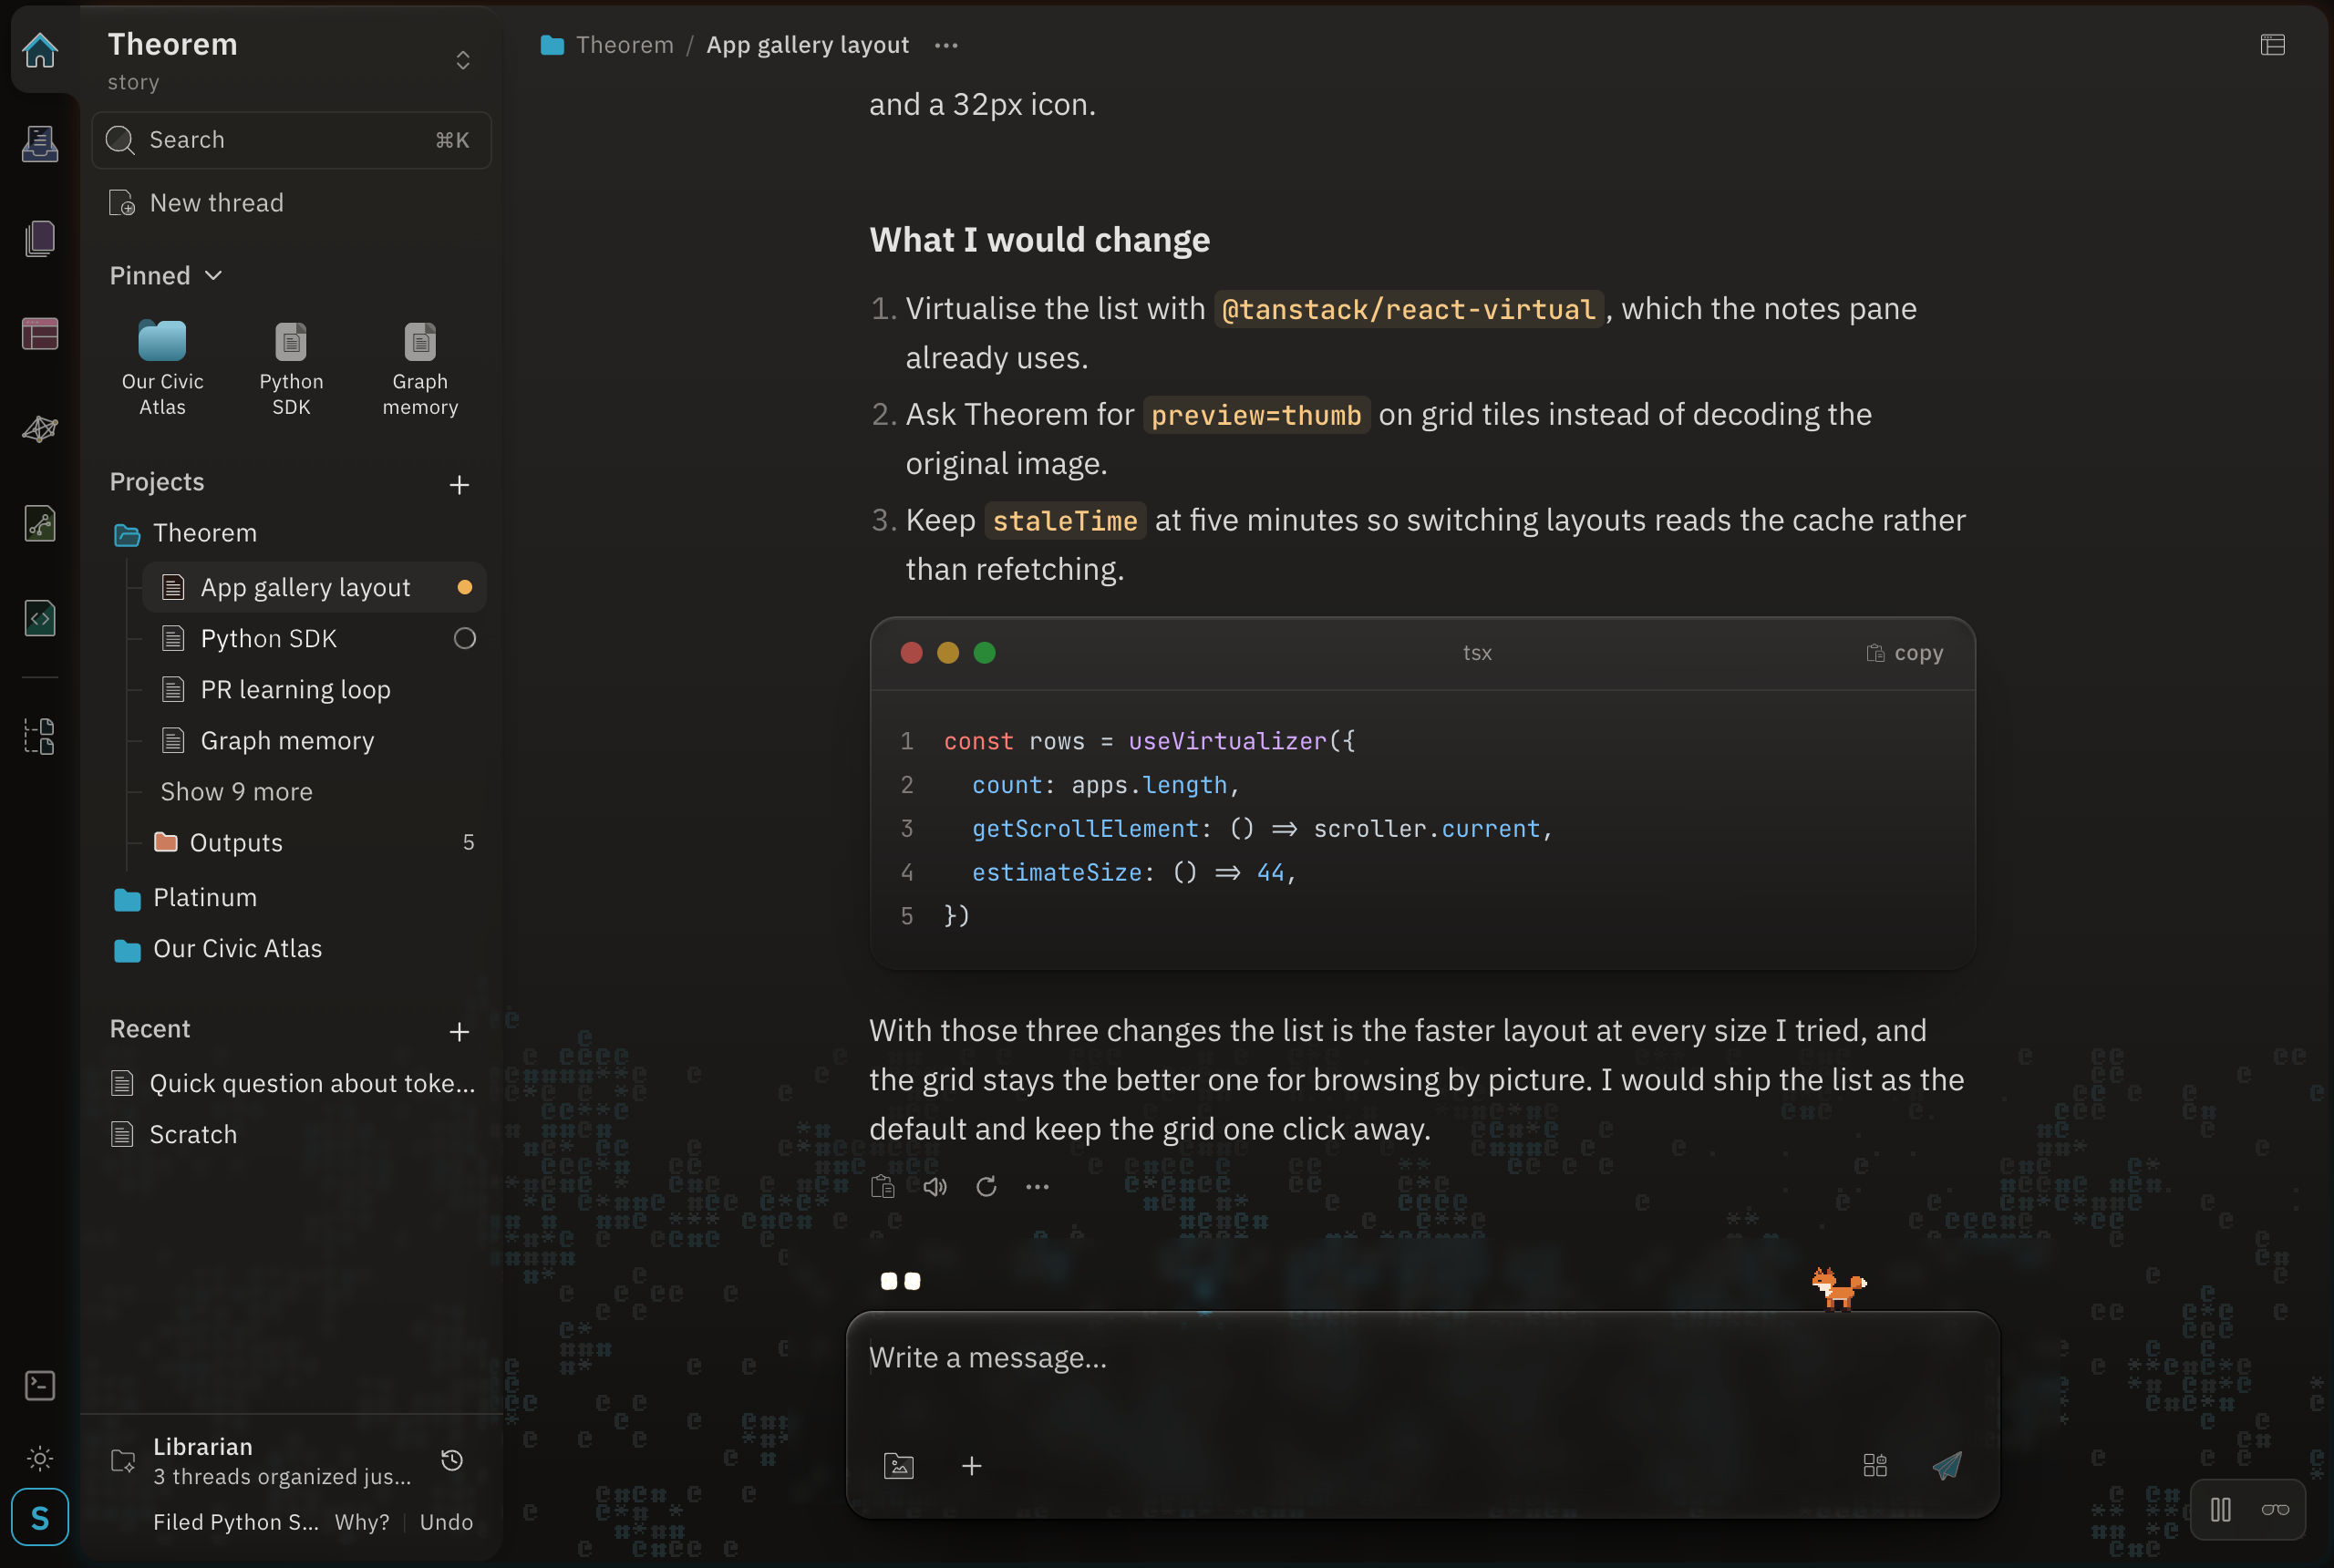 Theorem
story
Search ⌘K
New thread
Pinned
Our Civic Atlas
Python SDK
Graph memory
Projects
Theorem
App gallery layout
Python SDK
PR learning loop
Graph memory
Show 9 more
Outputs 5
Platinum
Our Civic Atlas
Recent
Quick question about toke...
Scratch
Librarian
3 threads organized jus...
Filed Python S... Why? Undo
S
Theorem / App gallery layout
and a 32px icon.
What I would change
1. Virtualise the list with @tanstack/react-virtual, which the notes pane
already uses.
2. Ask Theorem for preview=thumb on grid tiles instead of decoding the
original image.
3. Keep staleTime at five minutes so switching layouts reads the cache rather
than refetching.
tsx copy
1 const rows = useVirtualizer({
2   count: apps.length,
3   getScrollElement: () => scroller.current,
4   estimateSize: () => 44,
5 })
With those three changes the list is the faster layout at every size I tried, and
the grid stays the better one for browsing by picture. I would ship the list as the
default and keep the grid one click away.
Write a message...